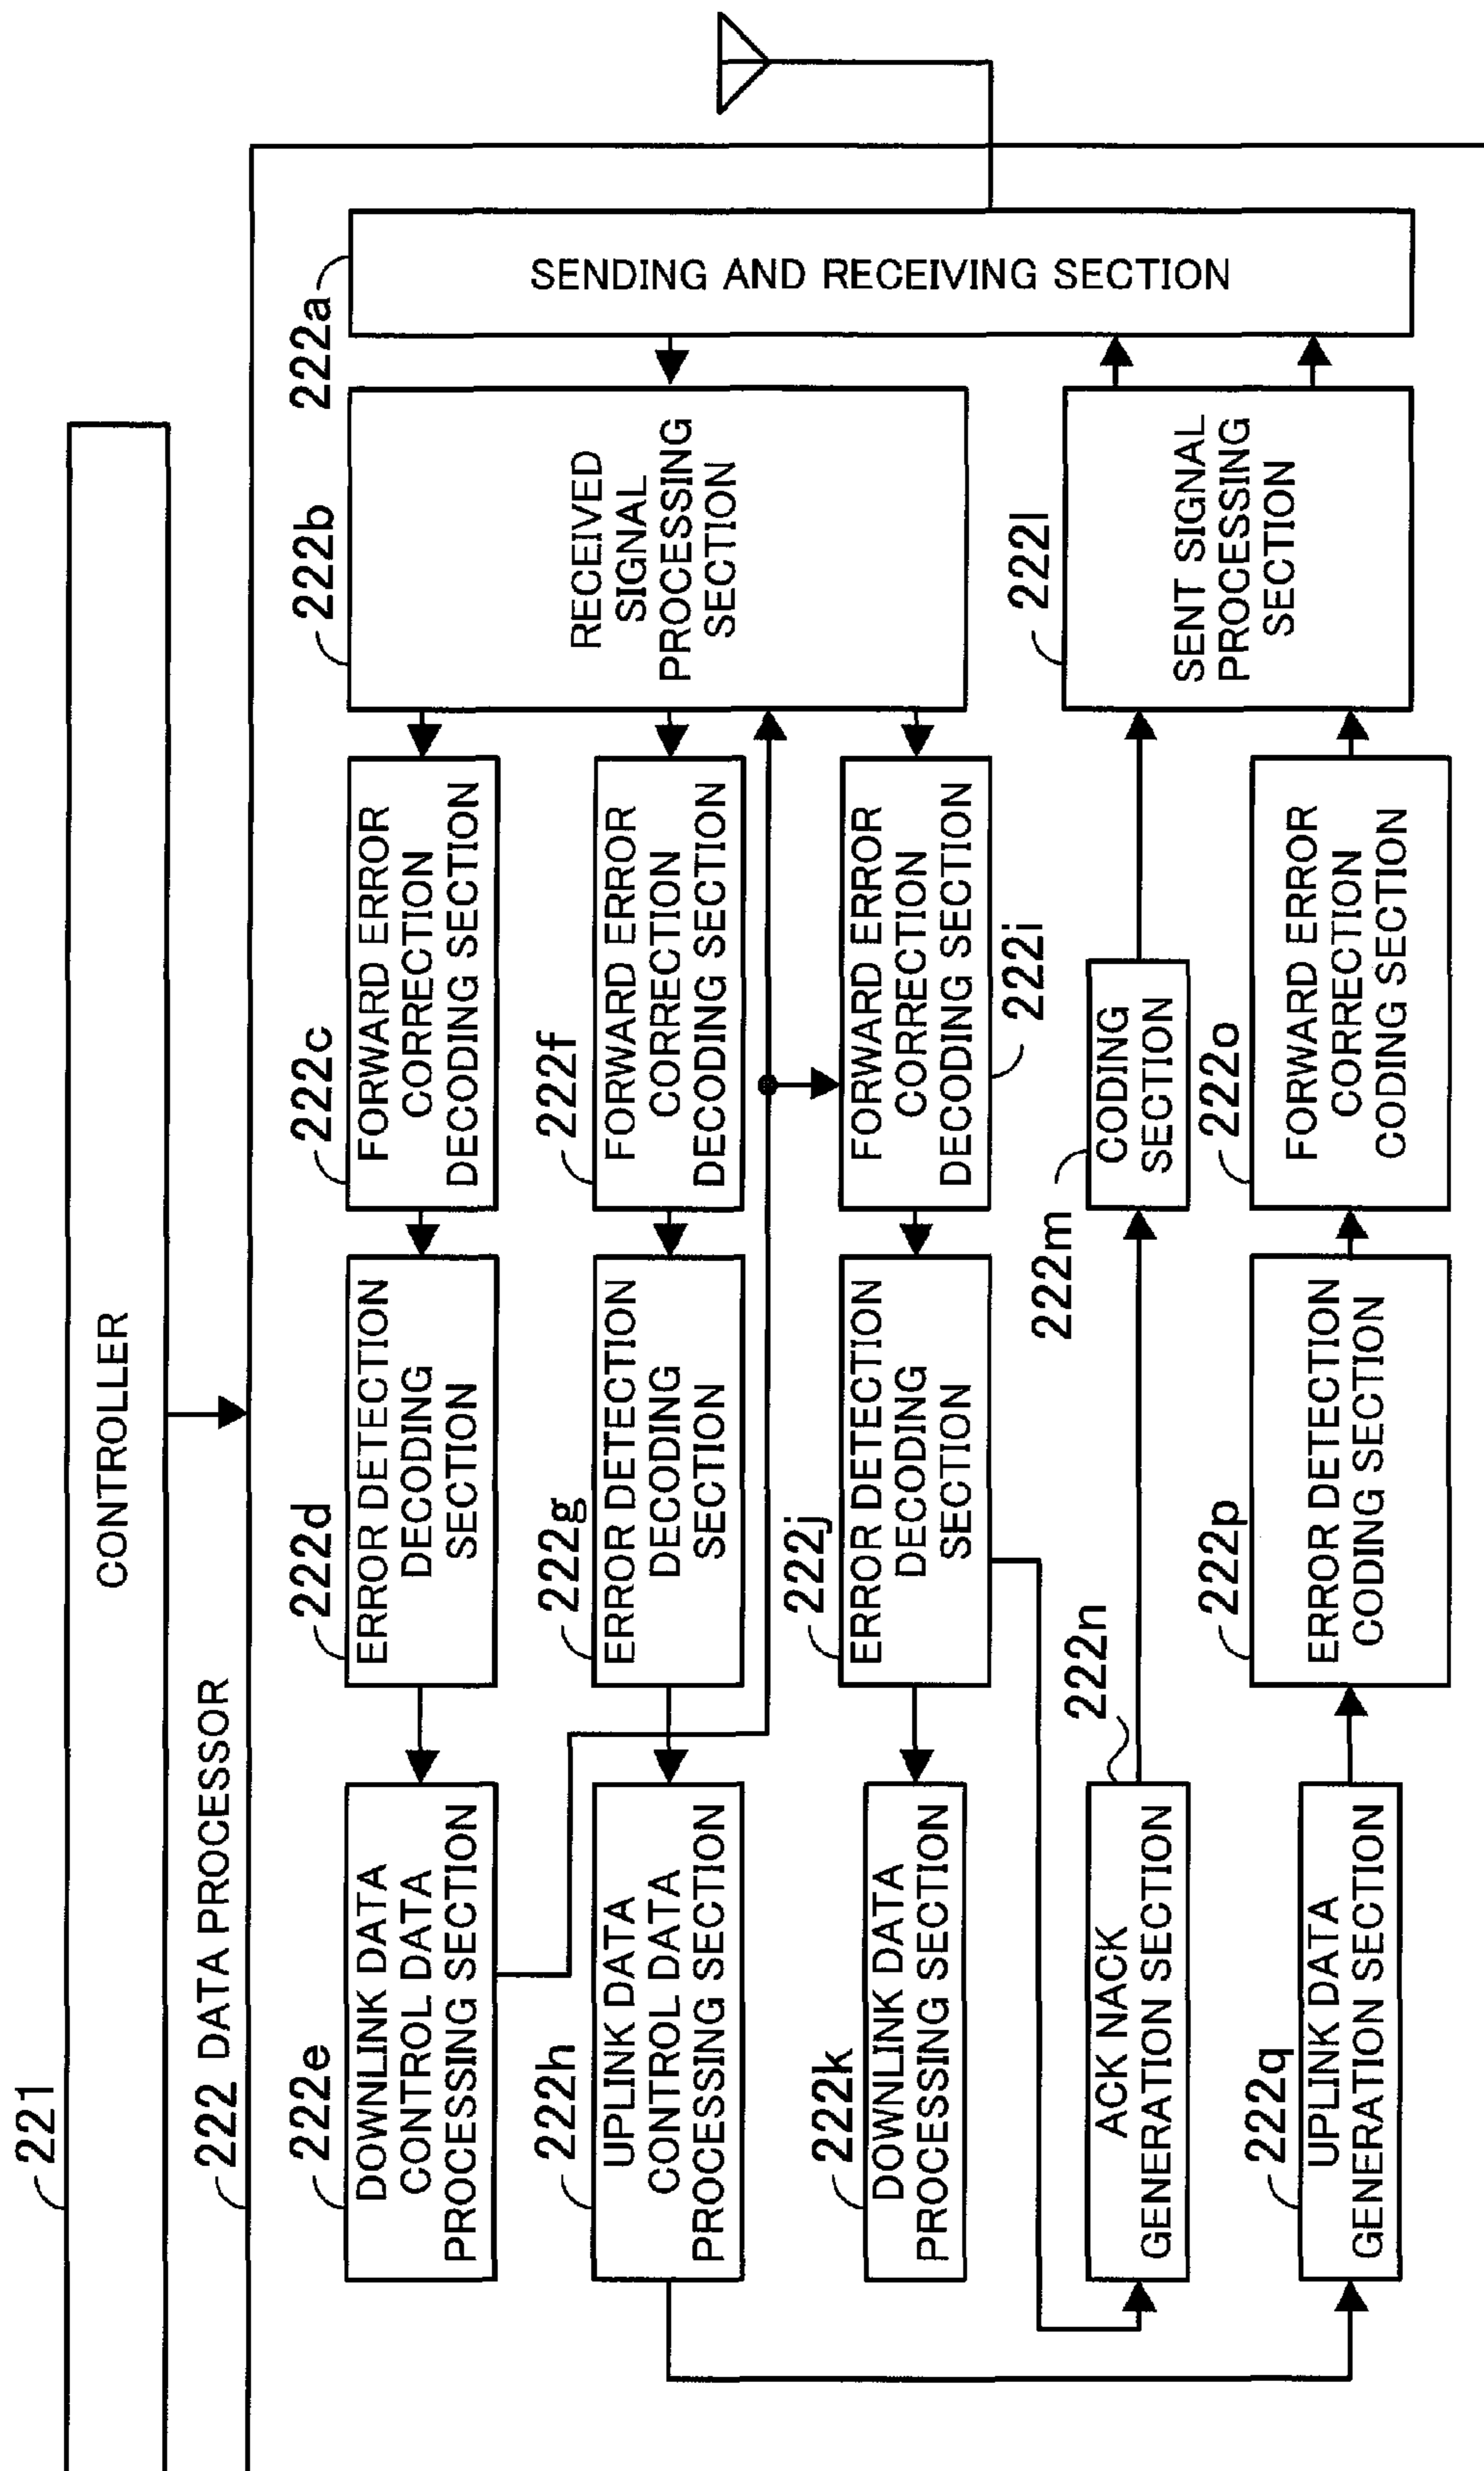 221
CONTROLLER
222 DATA PROCESSOR
222e
DOWNLINK DATA
CONTROL DATA
PROCESSING SECTION
222d
ERROR DETECTION
DECODING
SECTION
222c
FORWARD ERROR
CORRECTION
DECODING SECTION
222b
RECEIVED
SIGNAL
PROCESSING
SECTION
222a
SENDING AND RECEIVING SECTION
222h
UPLINK DATA
CONTROL DATA
PROCESSING SECTION
222g
ERROR DETECTION
DECODING
SECTION
222f
FORWARD ERROR
CORRECTION
DECODING SECTION
222k
DOWNLINK DATA
PROCESSING SECTION
222j
ERROR DETECTION
DECODING
SECTION
FORWARD ERROR
CORRECTION
DECODING SECTION
222i
222n
ACK NACK
GENERATION SECTION
222m
CODING
SECTION
222l
SENT SIGNAL
PROCESSING
SECTION
222q
UPLINK DATA
GENERATION SECTION
222p
ERROR DETECTION
CODING SECTION
222o
FORWARD ERROR
CORRECTION
CODING SECTION